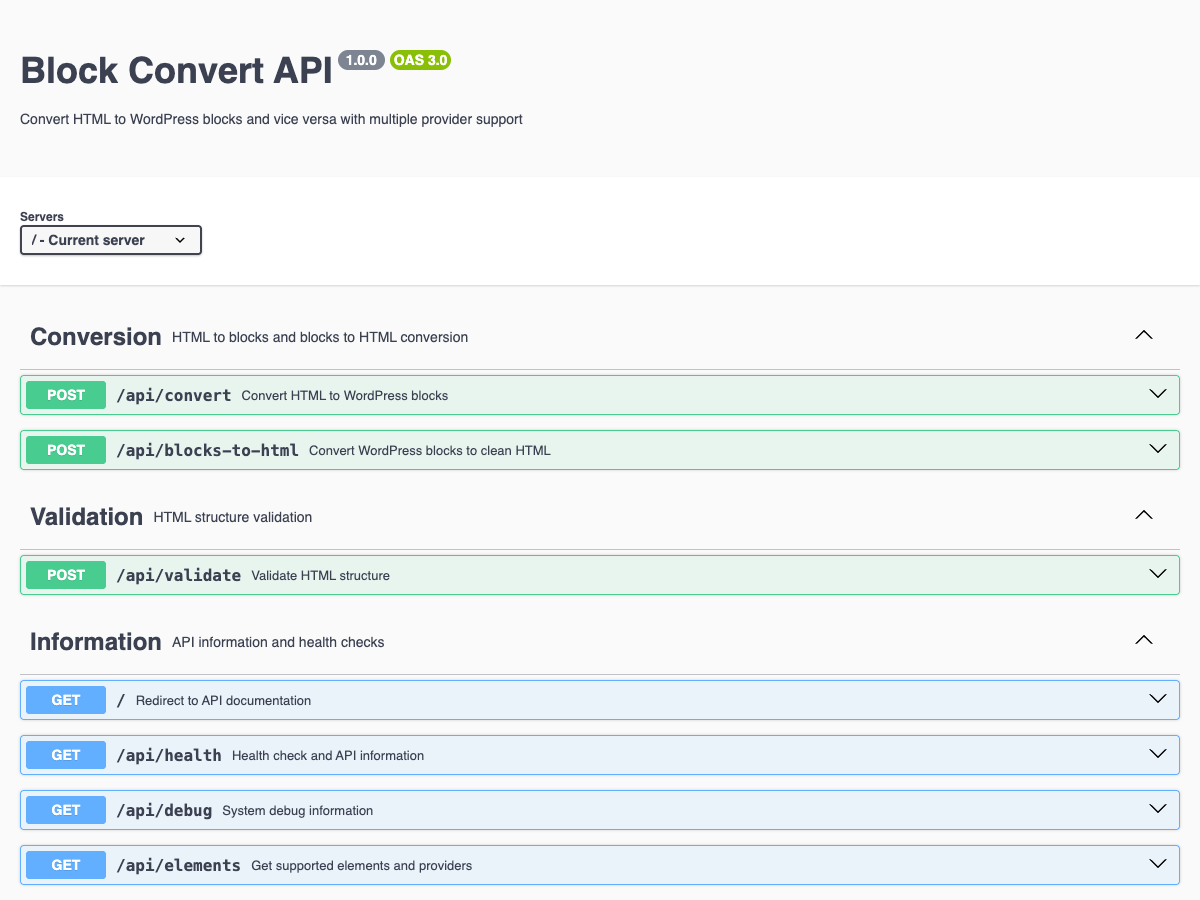 Block Convert API 1.0.0 OAS 3.0
Convert HTML to WordPress blocks and vice versa with multiple provider support
Servers
/ - Current server
Conversion HTML to blocks and blocks to HTML conversion
POST /api/convert Convert HTML to WordPress blocks
POST /api/blocks-to-html Convert WordPress blocks to clean HTML
Validation HTML structure validation
POST /api/validate Validate HTML structure
Information API information and health checks
GET / Redirect to API documentation
GET /api/health Health check and API information
GET /api/debug System debug information
GET /api/elements Get supported elements and providers